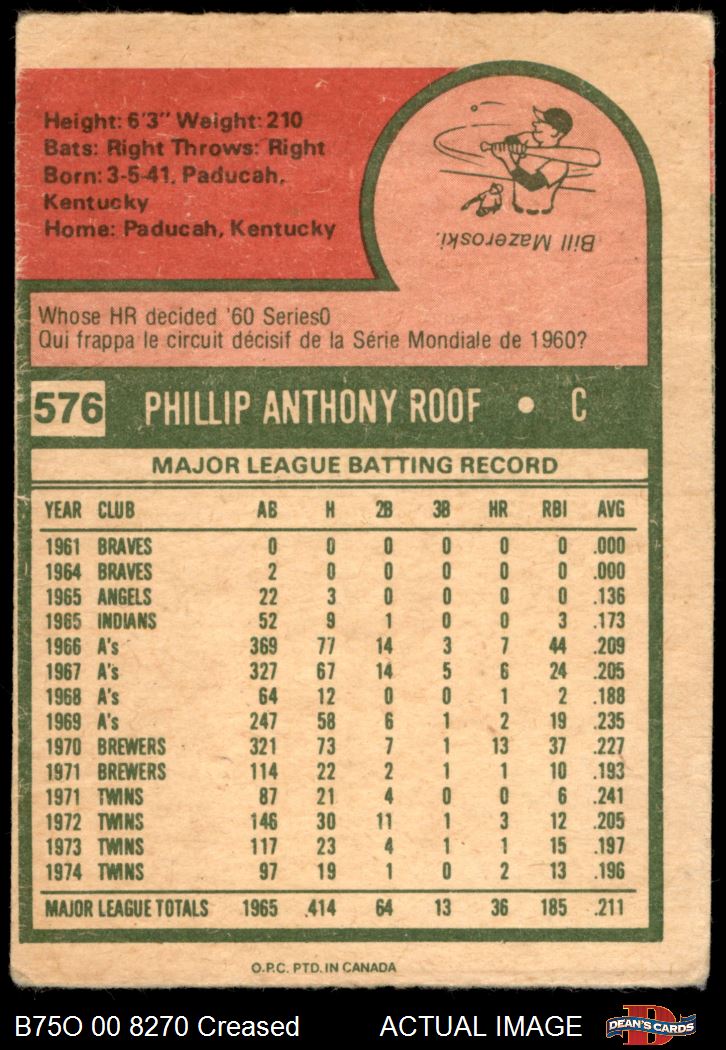 Height: 6'3" Weight: 210
Bats: Right Throws: Right
Born: 3-5-41, Paducah,
Kentucky
Home: Paducah, Kentucky
Bill Mazeroski.
Whose HR decided '60 Series0
Qui frappa le circuit décisif de la Série Mondiale de 1960?
576 PHILLIP ANTHONY ROOF • C
MAJOR LEAGUE BATTING RECORD
YEAR CLUB AB H 2B 3B HR RBI AVG
1961 BRAVES 0 0 0 0 0 0 .000
1964 BRAVES 2 0 0 0 0 0 .000
1965 ANGELS 22 3 0 0 0 0 .136
1965 INDIANS 52 9 1 0 0 3 .173
1966 A's 369 77 14 3 7 44 .209
1967 A's 327 67 14 5 6 24 .205
1968 A's 64 12 0 0 1 2 .188
1969 A's 247 58 6 1 2 19 .235
1970 BREWERS 321 73 7 1 13 37 .227
1971 BREWERS 114 22 2 1 1 10 .193
1971 TWINS 87 21 4 0 0 6 .241
1972 TWINS 146 30 11 1 3 12 .205
1973 TWINS 117 23 4 1 1 15 .197
1974 TWINS 97 19 1 0 2 13 .196
MAJOR LEAGUE TOTALS 1965 .414 64 13 36 185 .211
O.P.C. PTD. IN CANADA
B75O 00 8270 Creased ACTUAL IMAGE
D
DEAN'S CARDS